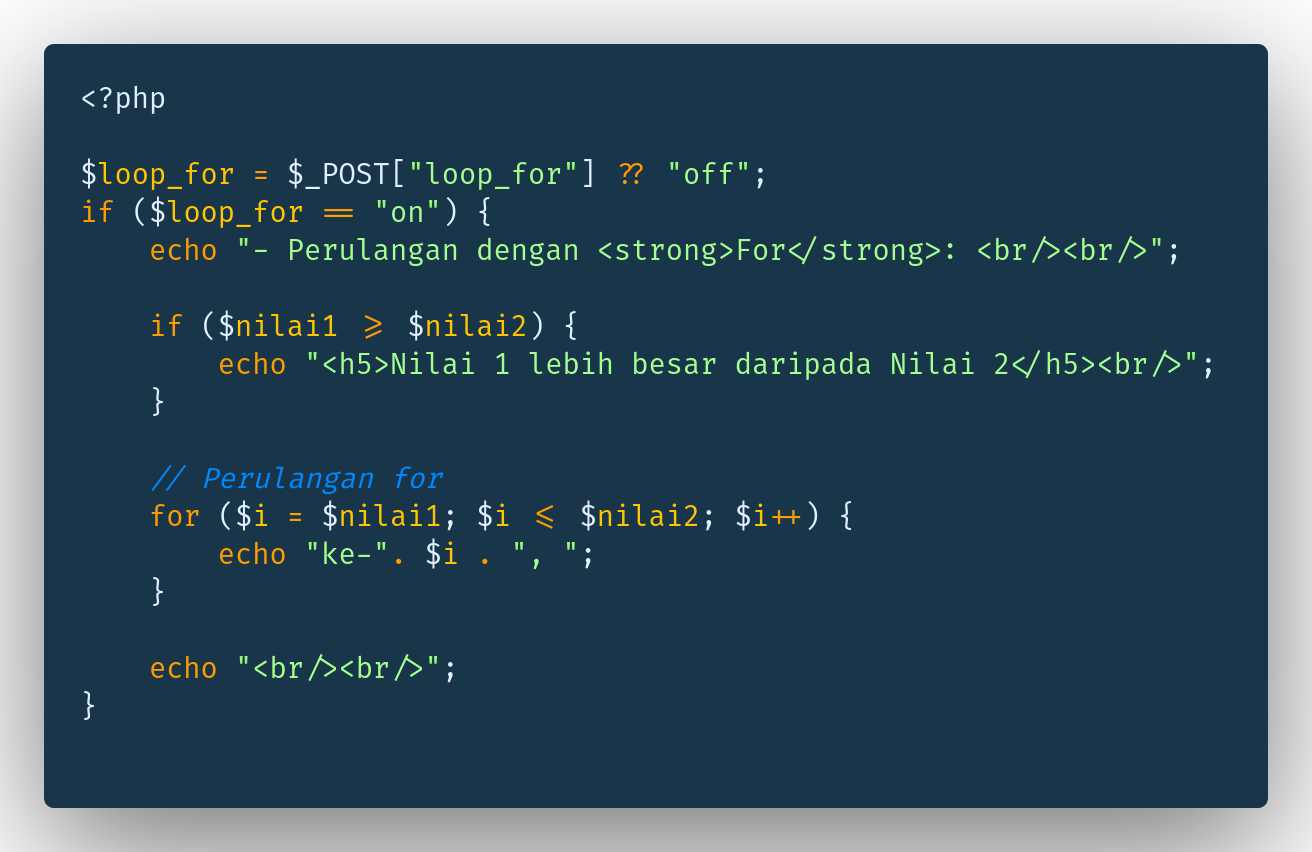 <?php
$loop_for = $_POST["loop_for"] ?? "off";
if ($loop_for == "on") {
    echo "- Perulangan dengan <strong>For</strong>: <br/><br/>";
    if ($nilai1 >= $nilai2) {
        echo "<h5>Nilai 1 lebih besar daripada Nilai 2</h5><br/>";
    }
    // Perulangan for
    for ($i = $nilai1; $i <= $nilai2; $i++) {
        echo "ke-". $i . ", ";
    }
    echo "<br/><br/>";
}